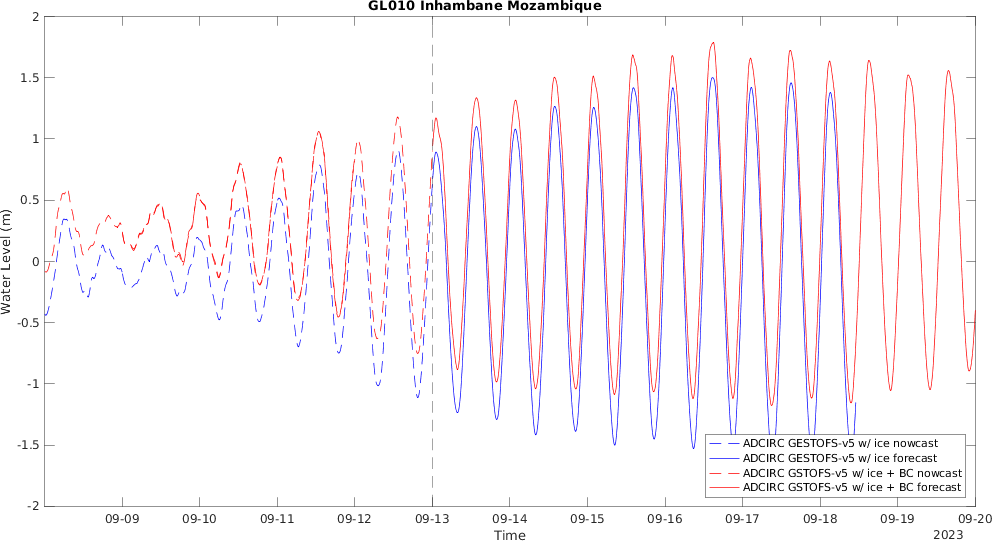 GL010 Inhambane Mozambique
2
1.5
1
0.5
0
-0.5
-1
-1.5
-2
Water Level (m)
ADCIRC GESTOFS-v5 w/ ice nowcast
ADCIRC GESTOFS-v5 w/ ice forecast
ADCIRC GSTOFS-v5 w/ ice + BC nowcast
ADCIRC GSTOFS-v5 w/ ice + BC forecast
09-09 09-10 09-11 09-12 09-13 09-14 09-15 09-16 09-17 09-18 09-19 09-20
Time
2023